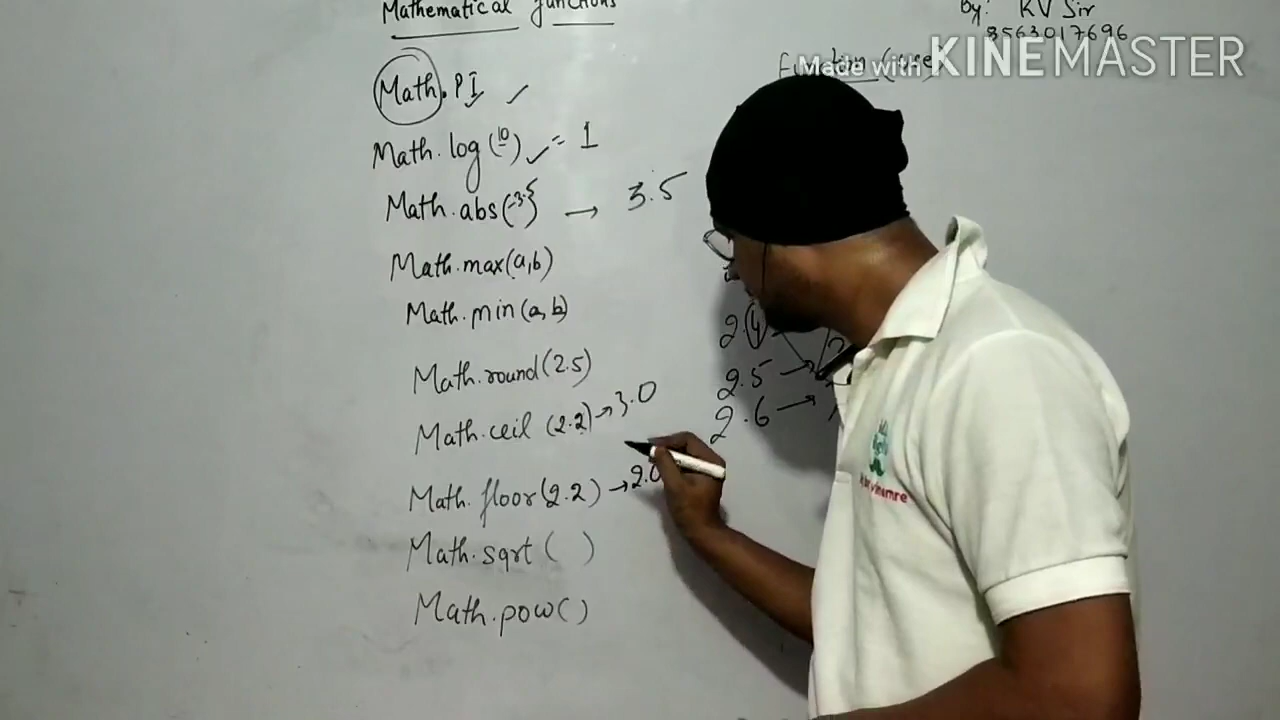 Mathematical functions
By: KV Sir
8563017696
Made with KINEMASTER
Math.PI ✓
Math.log(10) ✓ = 1
Math.abs(-3.5) → 3.5
Math.max(a,b)
Math.min(a,b)
2.4
Math.round(2.5)
2.5 →
Math.ceil (2.2) → 3.0
2.6 →
Math.floor(2.2) → 2.0
Math.sqrt ( )
Math.pow()